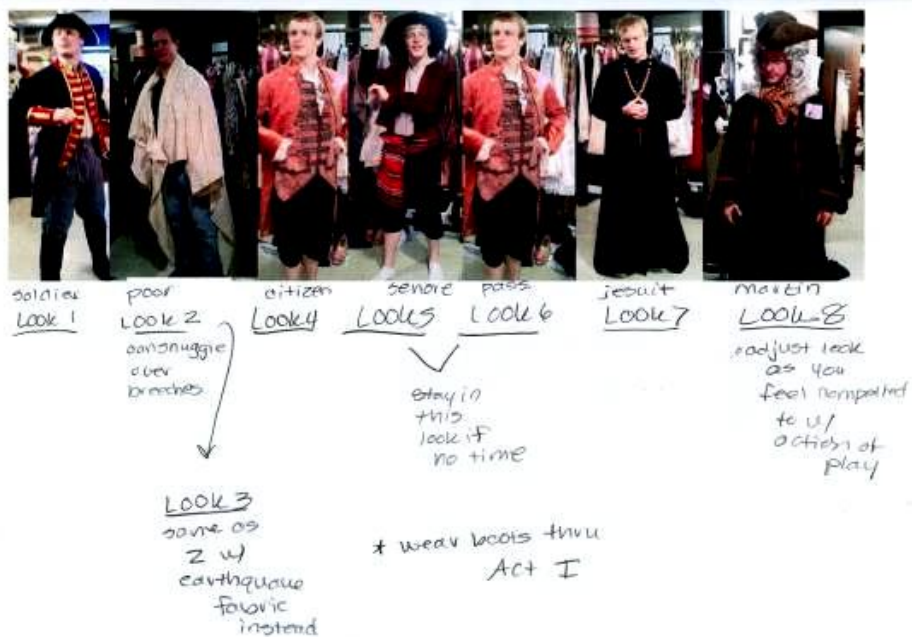 soldier
Look 1
poor
Look 2
over
breeches
citizen
Look 4
senore
Look 5
pass
Look 6
jesuit
Look 7
martin
Look 8
stay in
this
look if
no time
adjust look
as you
feel
to w/
action of
play
Look 3
same as
2 w/
earthquake
fabric
instead
* wear boots thru
Act I